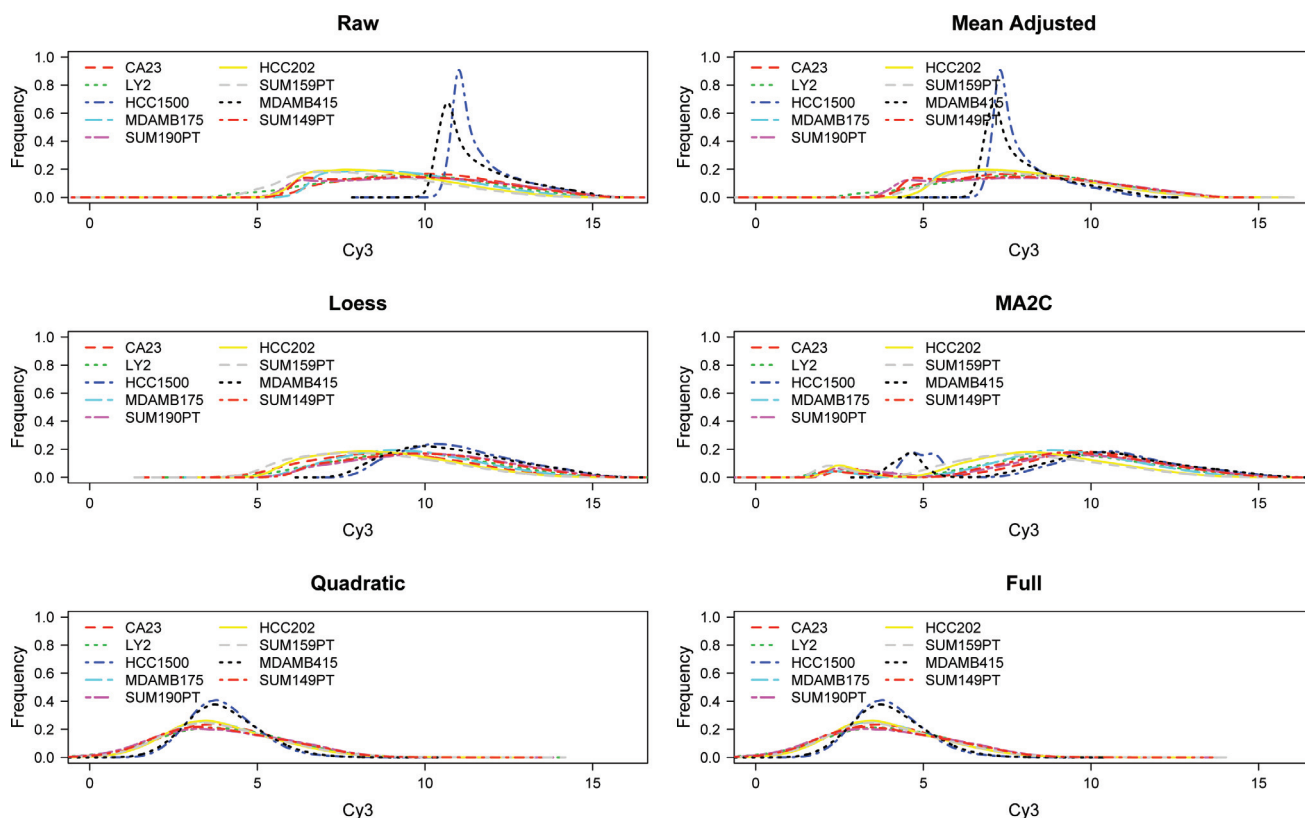 Raw
Frequency
1.0
0.8
0.6
0.4
0.2
0.0
CA23
LY2
HCC1500
MDAMB175
SUM190PT
HCC202
SUM159PT
MDAMB415
SUM149PT
0 5 10 15
Cy3
Mean Adjusted
Frequency
1.0
0.8
0.6
0.4
0.2
0.0
CA23
LY2
HCC1500
MDAMB175
SUM190PT
HCC202
SUM159PT
MDAMB415
SUM149PT
0 5 10 15
Cy3
Loess
Frequency
1.0
0.8
0.6
0.4
0.2
0.0
CA23
LY2
HCC1500
MDAMB175
SUM190PT
HCC202
SUM159PT
MDAMB415
SUM149PT
0 5 10 15
Cy3
MA2C
Frequency
1.0
0.8
0.6
0.4
0.2
0.0
CA23
LY2
HCC1500
MDAMB175
SUM190PT
HCC202
SUM159PT
MDAMB415
SUM149PT
0 5 10 15
Cy3
Quadratic
Frequency
1.0
0.8
0.6
0.4
0.2
0.0
CA23
LY2
HCC1500
MDAMB175
SUM190PT
HCC202
SUM159PT
MDAMB415
SUM149PT
0 5 10 15
Cy3
Full
Frequency
1.0
0.8
0.6
0.4
0.2
0.0
CA23
LY2
HCC1500
MDAMB175
SUM190PT
HCC202
SUM159PT
MDAMB415
SUM149PT
0 5 10 15
Cy3